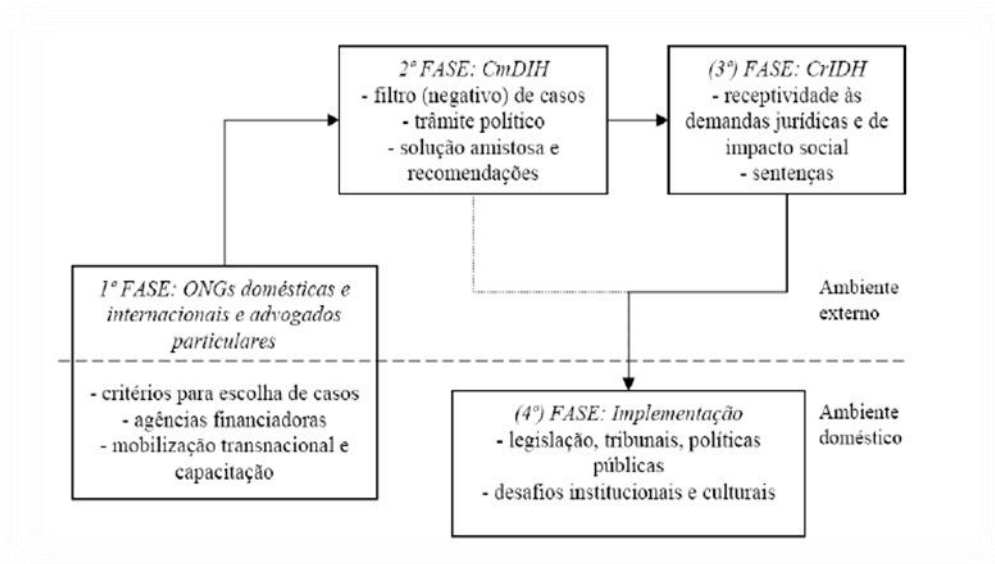 2ª FASE: CmDIH
- filtro (negativo) de casos
- trâmite político
- solução amistosa e
recomendações
(3ª) FASE: CrIDH
- receptividade às
demandas jurídicas e de
impacto social
- sentenças
1ª FASE: ONGs domésticas e
internacionais e advogados
particulares
- critérios para escolha de casos
- agências financiadoras
- mobilização transnacional e
capacitação
Ambiente
externo
(4ª) FASE: Implementação
- legislação, tribunais, políticas
públicas
- desafios institucionais e culturais
Ambiente
doméstico